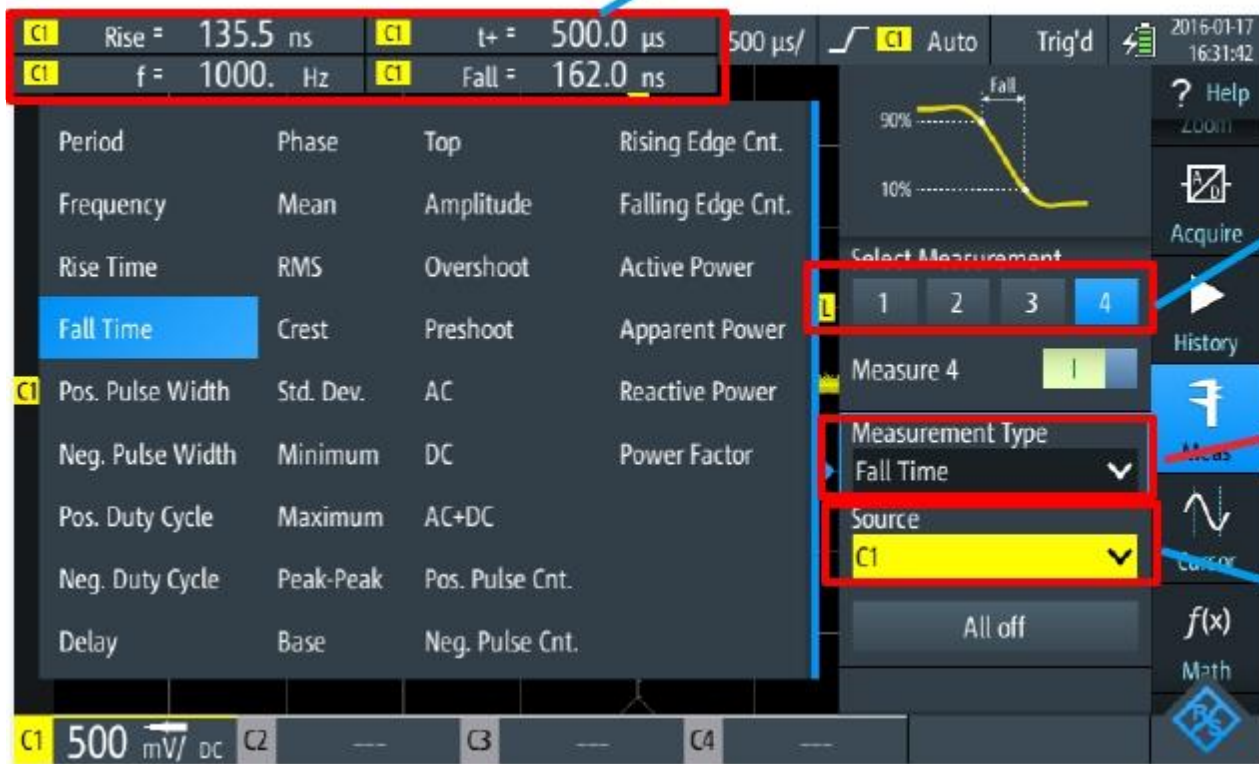 C1 Rise = 135.5 ns C1 t+ = 500.0 µs 500 µs/ C1 Auto Trig'd 2016-01-17
16:31:42
C1 f = 1000. Hz C1 Fall = 162.0 ns
? Help
Zoom
Fall
90%
10%
Period Phase Top Rising Edge Cnt.
Frequency Mean Amplitude Falling Edge Cnt.
Rise Time RMS Overshoot Active Power
Fall Time Crest Preshoot Apparent Power
C1 Pos. Pulse Width Std. Dev. AC Reactive Power
Neg. Pulse Width Minimum DC Power Factor
Pos. Duty Cycle Maximum AC+DC
Neg. Duty Cycle Peak-Peak Pos. Pulse Cnt.
Delay Base Neg. Pulse Cnt.
Select Measurement
TL 1 2 3 4
Measure 4 I
Measurement Type
Fall Time
Source
C1
All off
A/D
Acquire
History
Meas
Cursor
f(x)
Math
R&S
C1 500 mV/ DC C2 --- C3 --- C4 ---